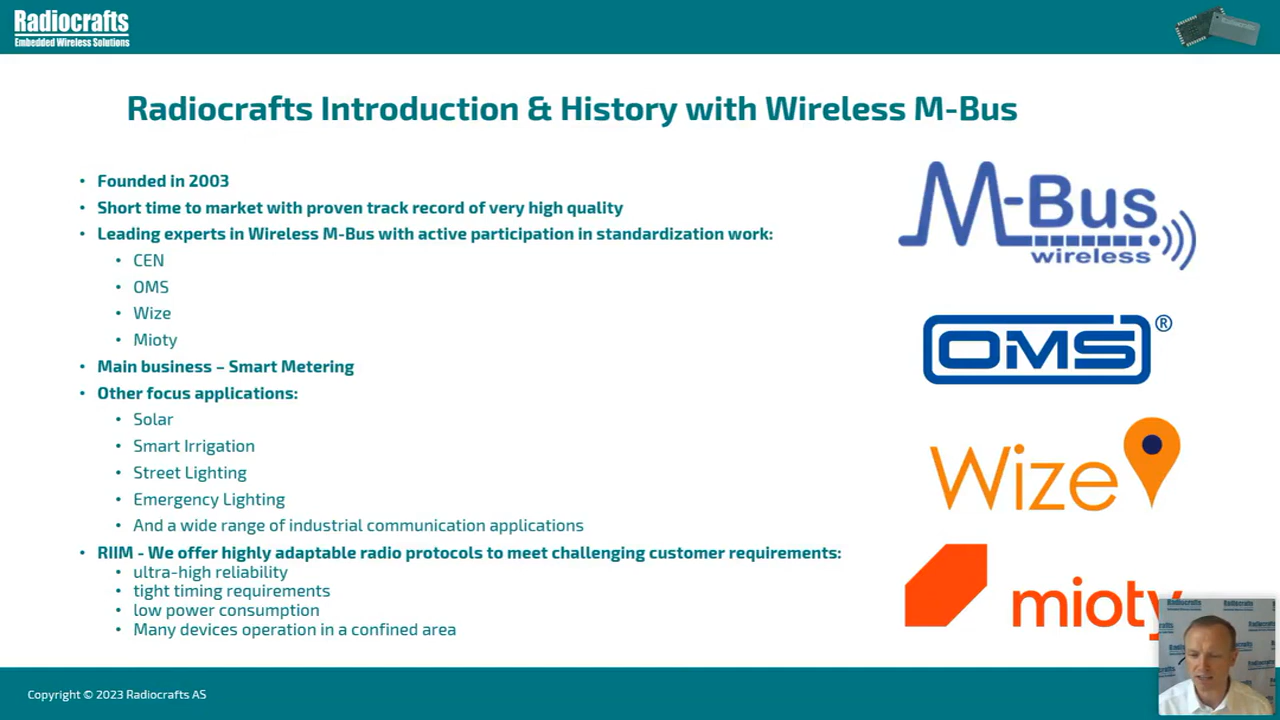 Radiocrafts
Embedded Wireless Solutions
Radiocrafts Introduction & History with Wireless M-Bus
• Founded in 2003
• Short time to market with proven track record of very high quality
• Leading experts in Wireless M-Bus with active participation in standardization work:
• CEN
• OMS
• Wize
• Mioty
• Main business – Smart Metering
• Other focus applications:
• Solar
• Smart Irrigation
• Street Lighting
• Emergency Lighting
• And a wide range of industrial communication applications
• RIIM - We offer highly adaptable radio protocols to meet challenging customer requirements:
• ultra-high reliability
• tight timing requirements
• low power consumption
• Many devices operation in a confined area
M-Bus
wireless
OMS®
Wize
mioty
Radiocrafts
Copyright © 2023 Radiocrafts AS